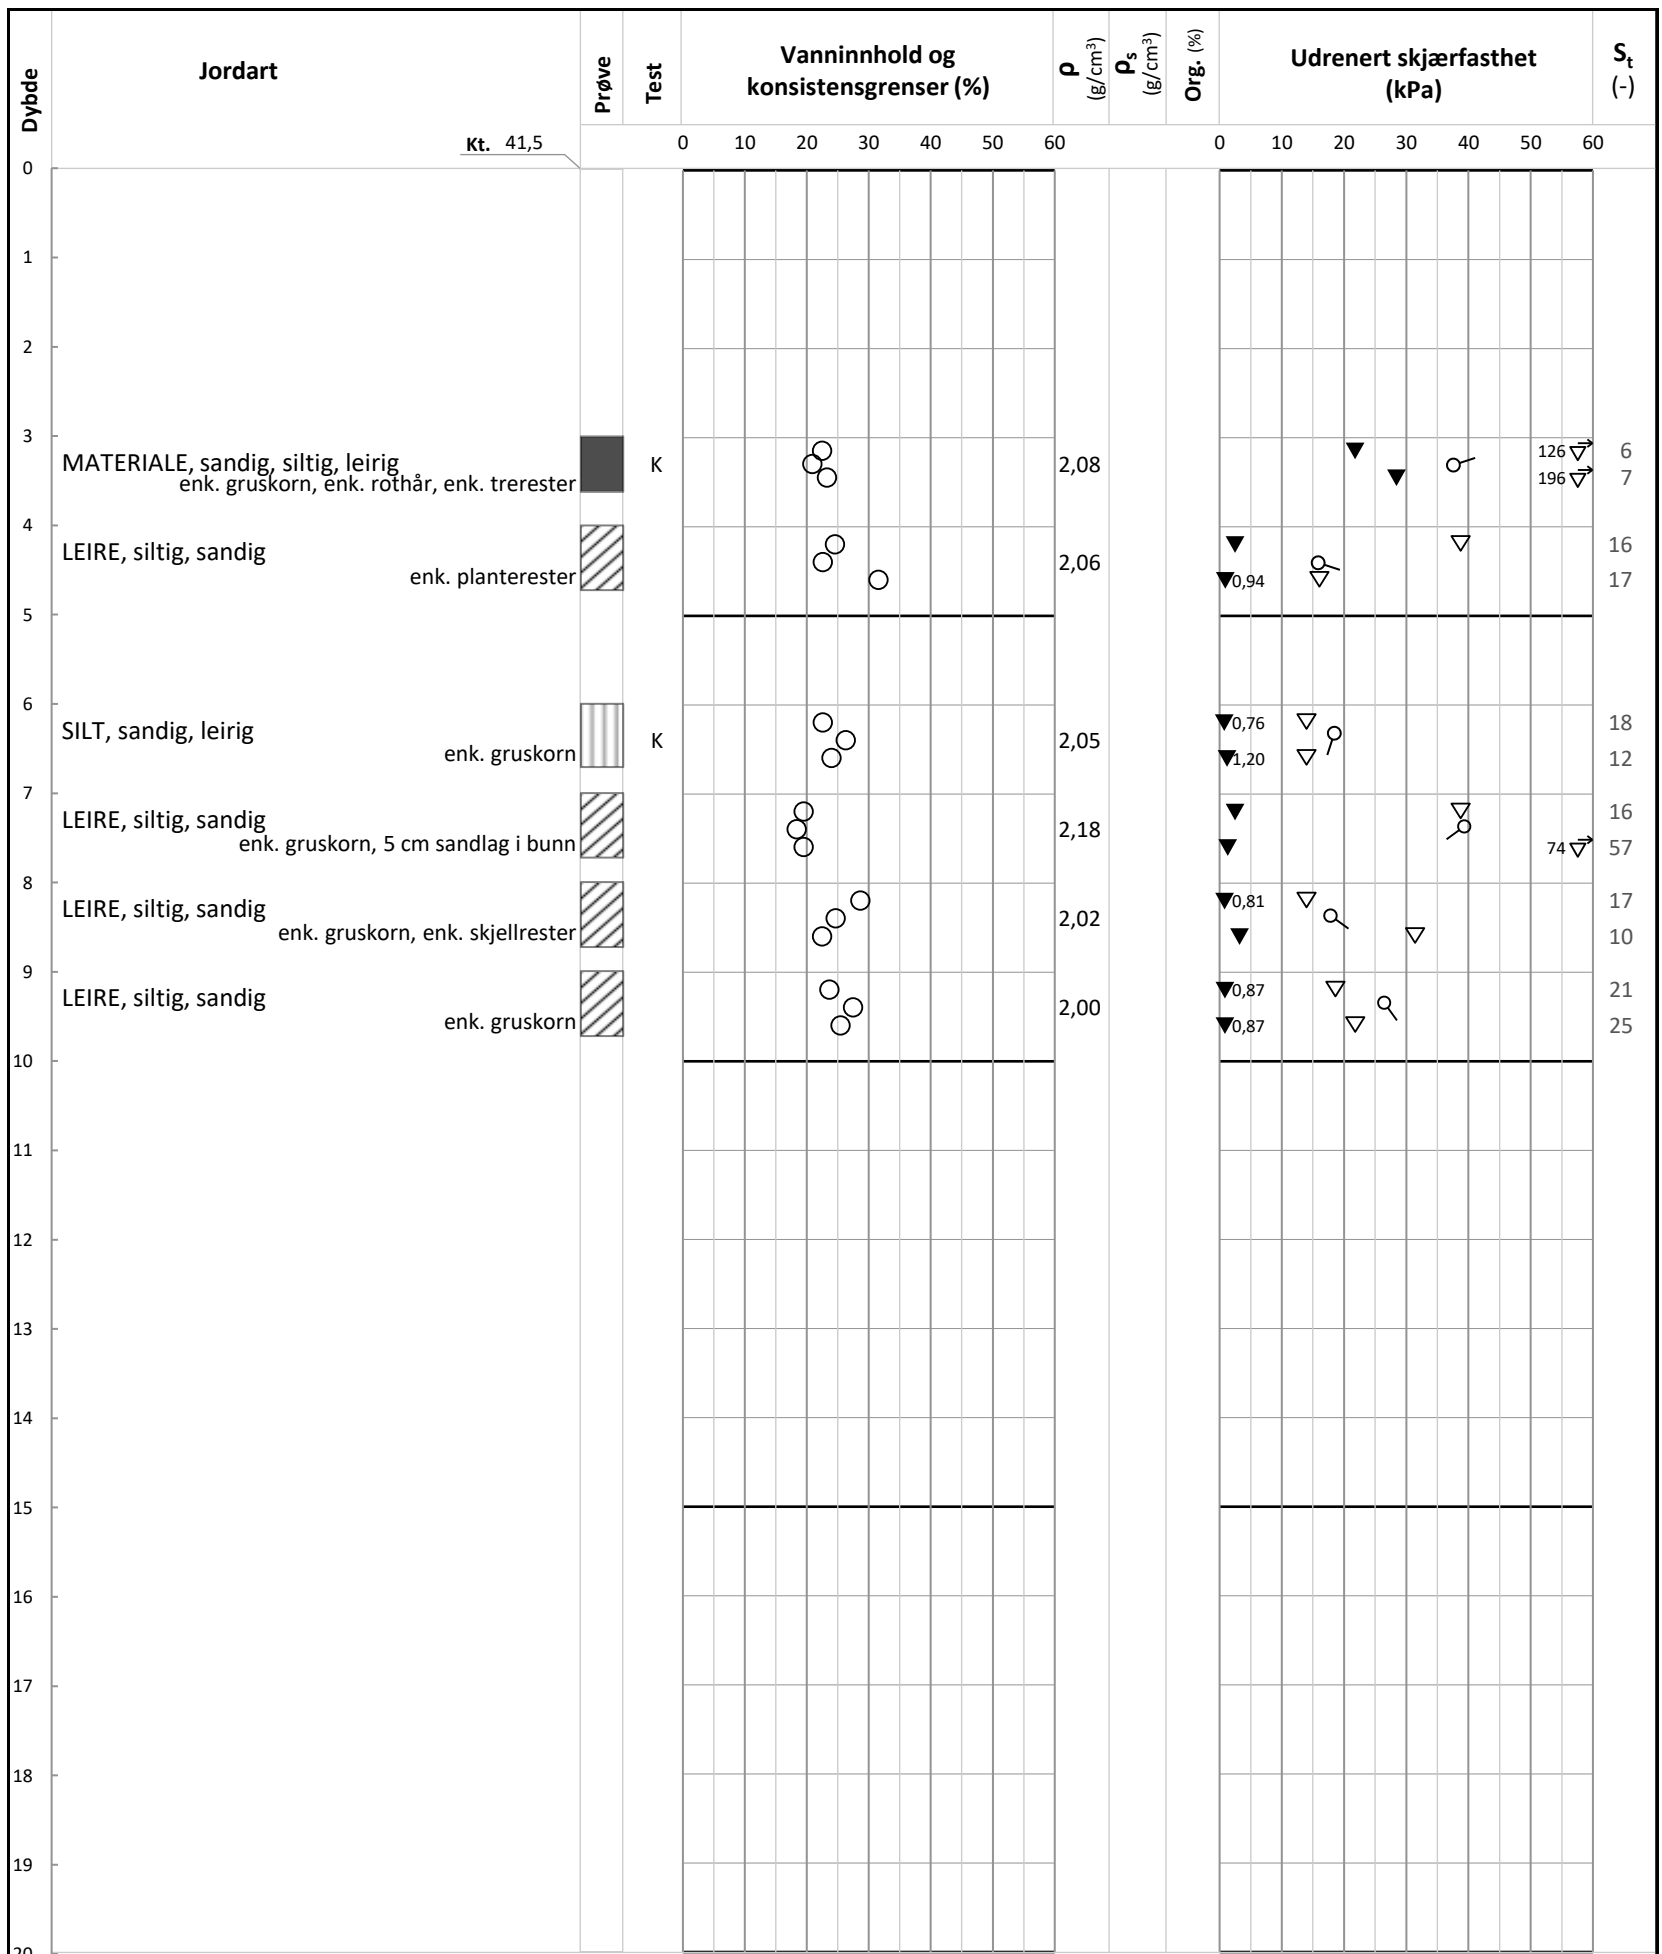 Dybde
Jordart
Prøve
Test
Vanninnhold og
konsistensgrenser (%)
ρ
(g/cm³)
ρs
(g/cm³)
Org. (%)
Udrenert skjærfasthet
(kPa)
St
(-)
Kt. 41,5
0 10 20 30 40 50 60
0 10 20 30 40 50 60
0
1
2
3
126 6
MATERIALE, sandig, siltig, leirig
K 2,08
enk. gruskorn, enk. rothår, enk. trerester
196 7
4
16
LEIRE, siltig, sandig
2,06
enk. planterester
0,94 17
5
6
0,76 18
SILT, sandig, leirig
K 2,05
enk. gruskorn
1,20 12
7
16
LEIRE, siltig, sandig
2,18
enk. gruskorn, 5 cm sandlag i bunn
74 57
8
0,81 17
LEIRE, siltig, sandig
2,02
enk. gruskorn, enk. skjellrester
10
9
0,87 21
LEIRE, siltig, sandig
2,00
enk. gruskorn
0,87 25
10
11
12
13
14
15
16
17
18
19
20